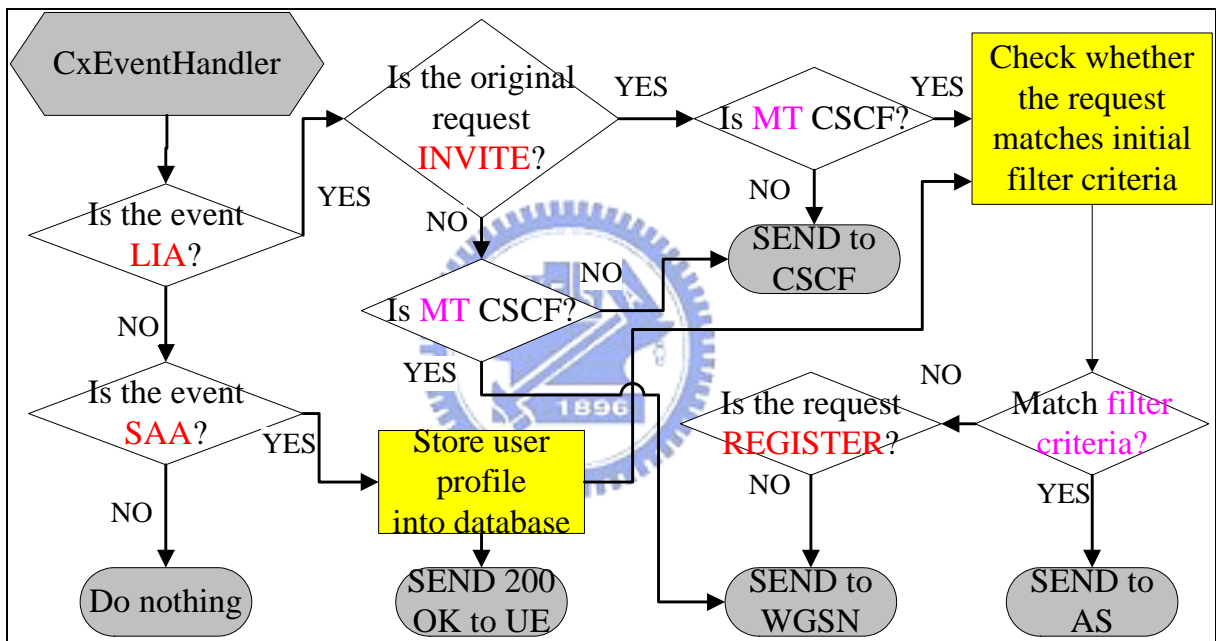 CxEventHandler
Is the event
LIA?
YES
NO
Is the event
SAA?
YES
NO
Do nothing
Is the original
request
INVITE?
YES
NO
Is MT CSCF?
YES
NO
SEND to
CSCF
Is MT CSCF?
NO
YES
Store user
profile
into database
SEND 200
OK to UE
Check whether
the request
matches initial
filter criteria
Match filter
criteria?
NO
YES
Is the request
REGISTER?
NO
SEND to
WGSN
SEND to
AS
1896